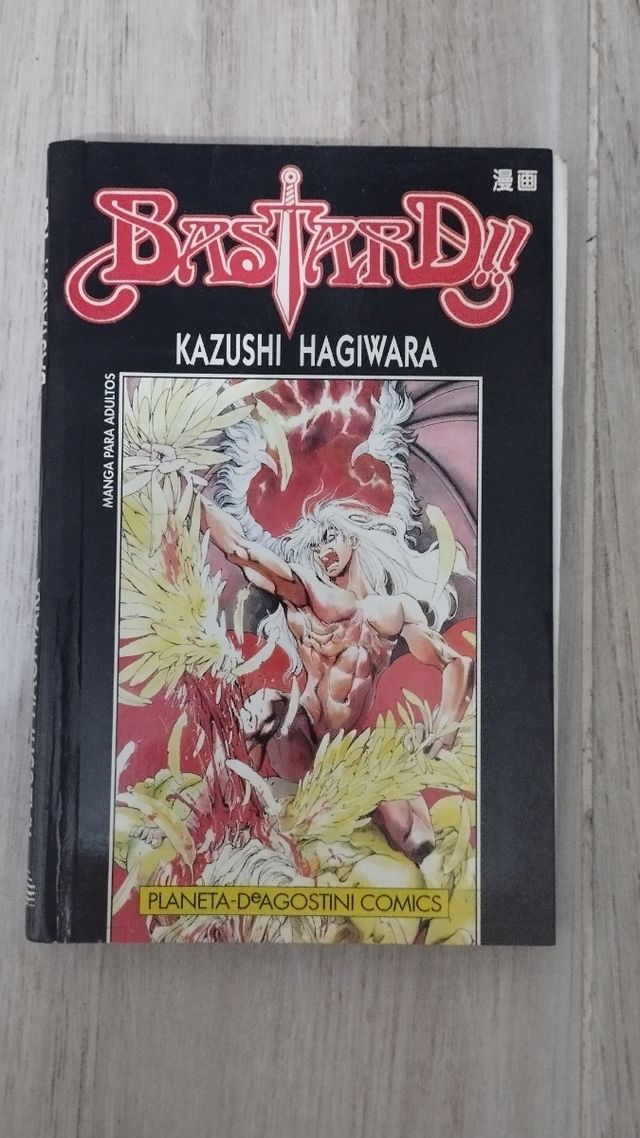 漫画
BASTARD!!
KAZUSHI HAGIWARA
MANGA PARA ADULTOS
PLANETA-DeAGOSTINI COMICS